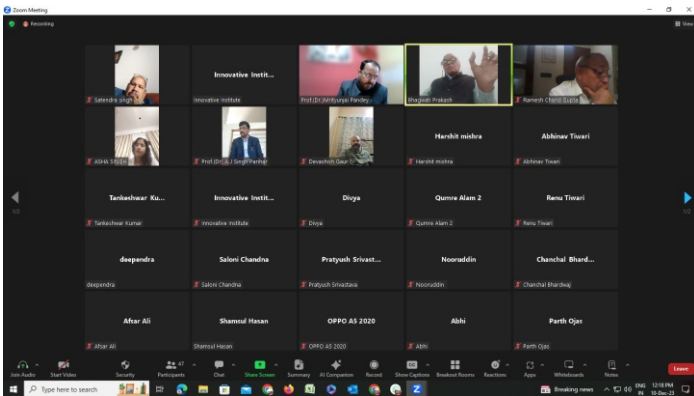 Zoom Meeting
Recording
View
Satendra singh
Innovative Instit...
Innovative Institute
Prof.(Dr.)Mrityunjai Pandey
Bhagwati Prakash
Ramesh Chand Gupta
ASHA SINGH
Prof.(Dr) A.J Singh Parihar
Devashish Gaur
Harshit mishra
Harshit mishra
Abhinav Tiwari
Abhinav Tiwari
1/2
1/2
Tankeshwar Ku...
Tankeshwar Kumar
Innovative Instit...
Innovative Institute
Divya
Divya
Qumre Alam 2
Qumre Alam 2
Renu Tiwari
Renu Tiwari
deependra
deependra
Saloni Chandna
Saloni Chandna
Pratyush Srivast...
Pratyush Srivastava
Nooruddin
Nooruddin
Chanchal Bhard...
Chanchal Bhardwaj
Afsar Ali
Afsar Ali
Shamsul Hasan
Shamsul Hasan
OPPO A5 2020
OPPO A5 2020
Abhi
Abhi
Parth Ojas
Parth Ojas
Join Audio
Start Video
Security
47
Participants
Chat
Share Screen
Summary
AI Companion
Record
Show Captions
Breakout Rooms
Reactions
Apps
Whiteboards
Notes
Leave
Type here to search
Breaking news
ENG
IN
12:18 PM
10-Dec-23